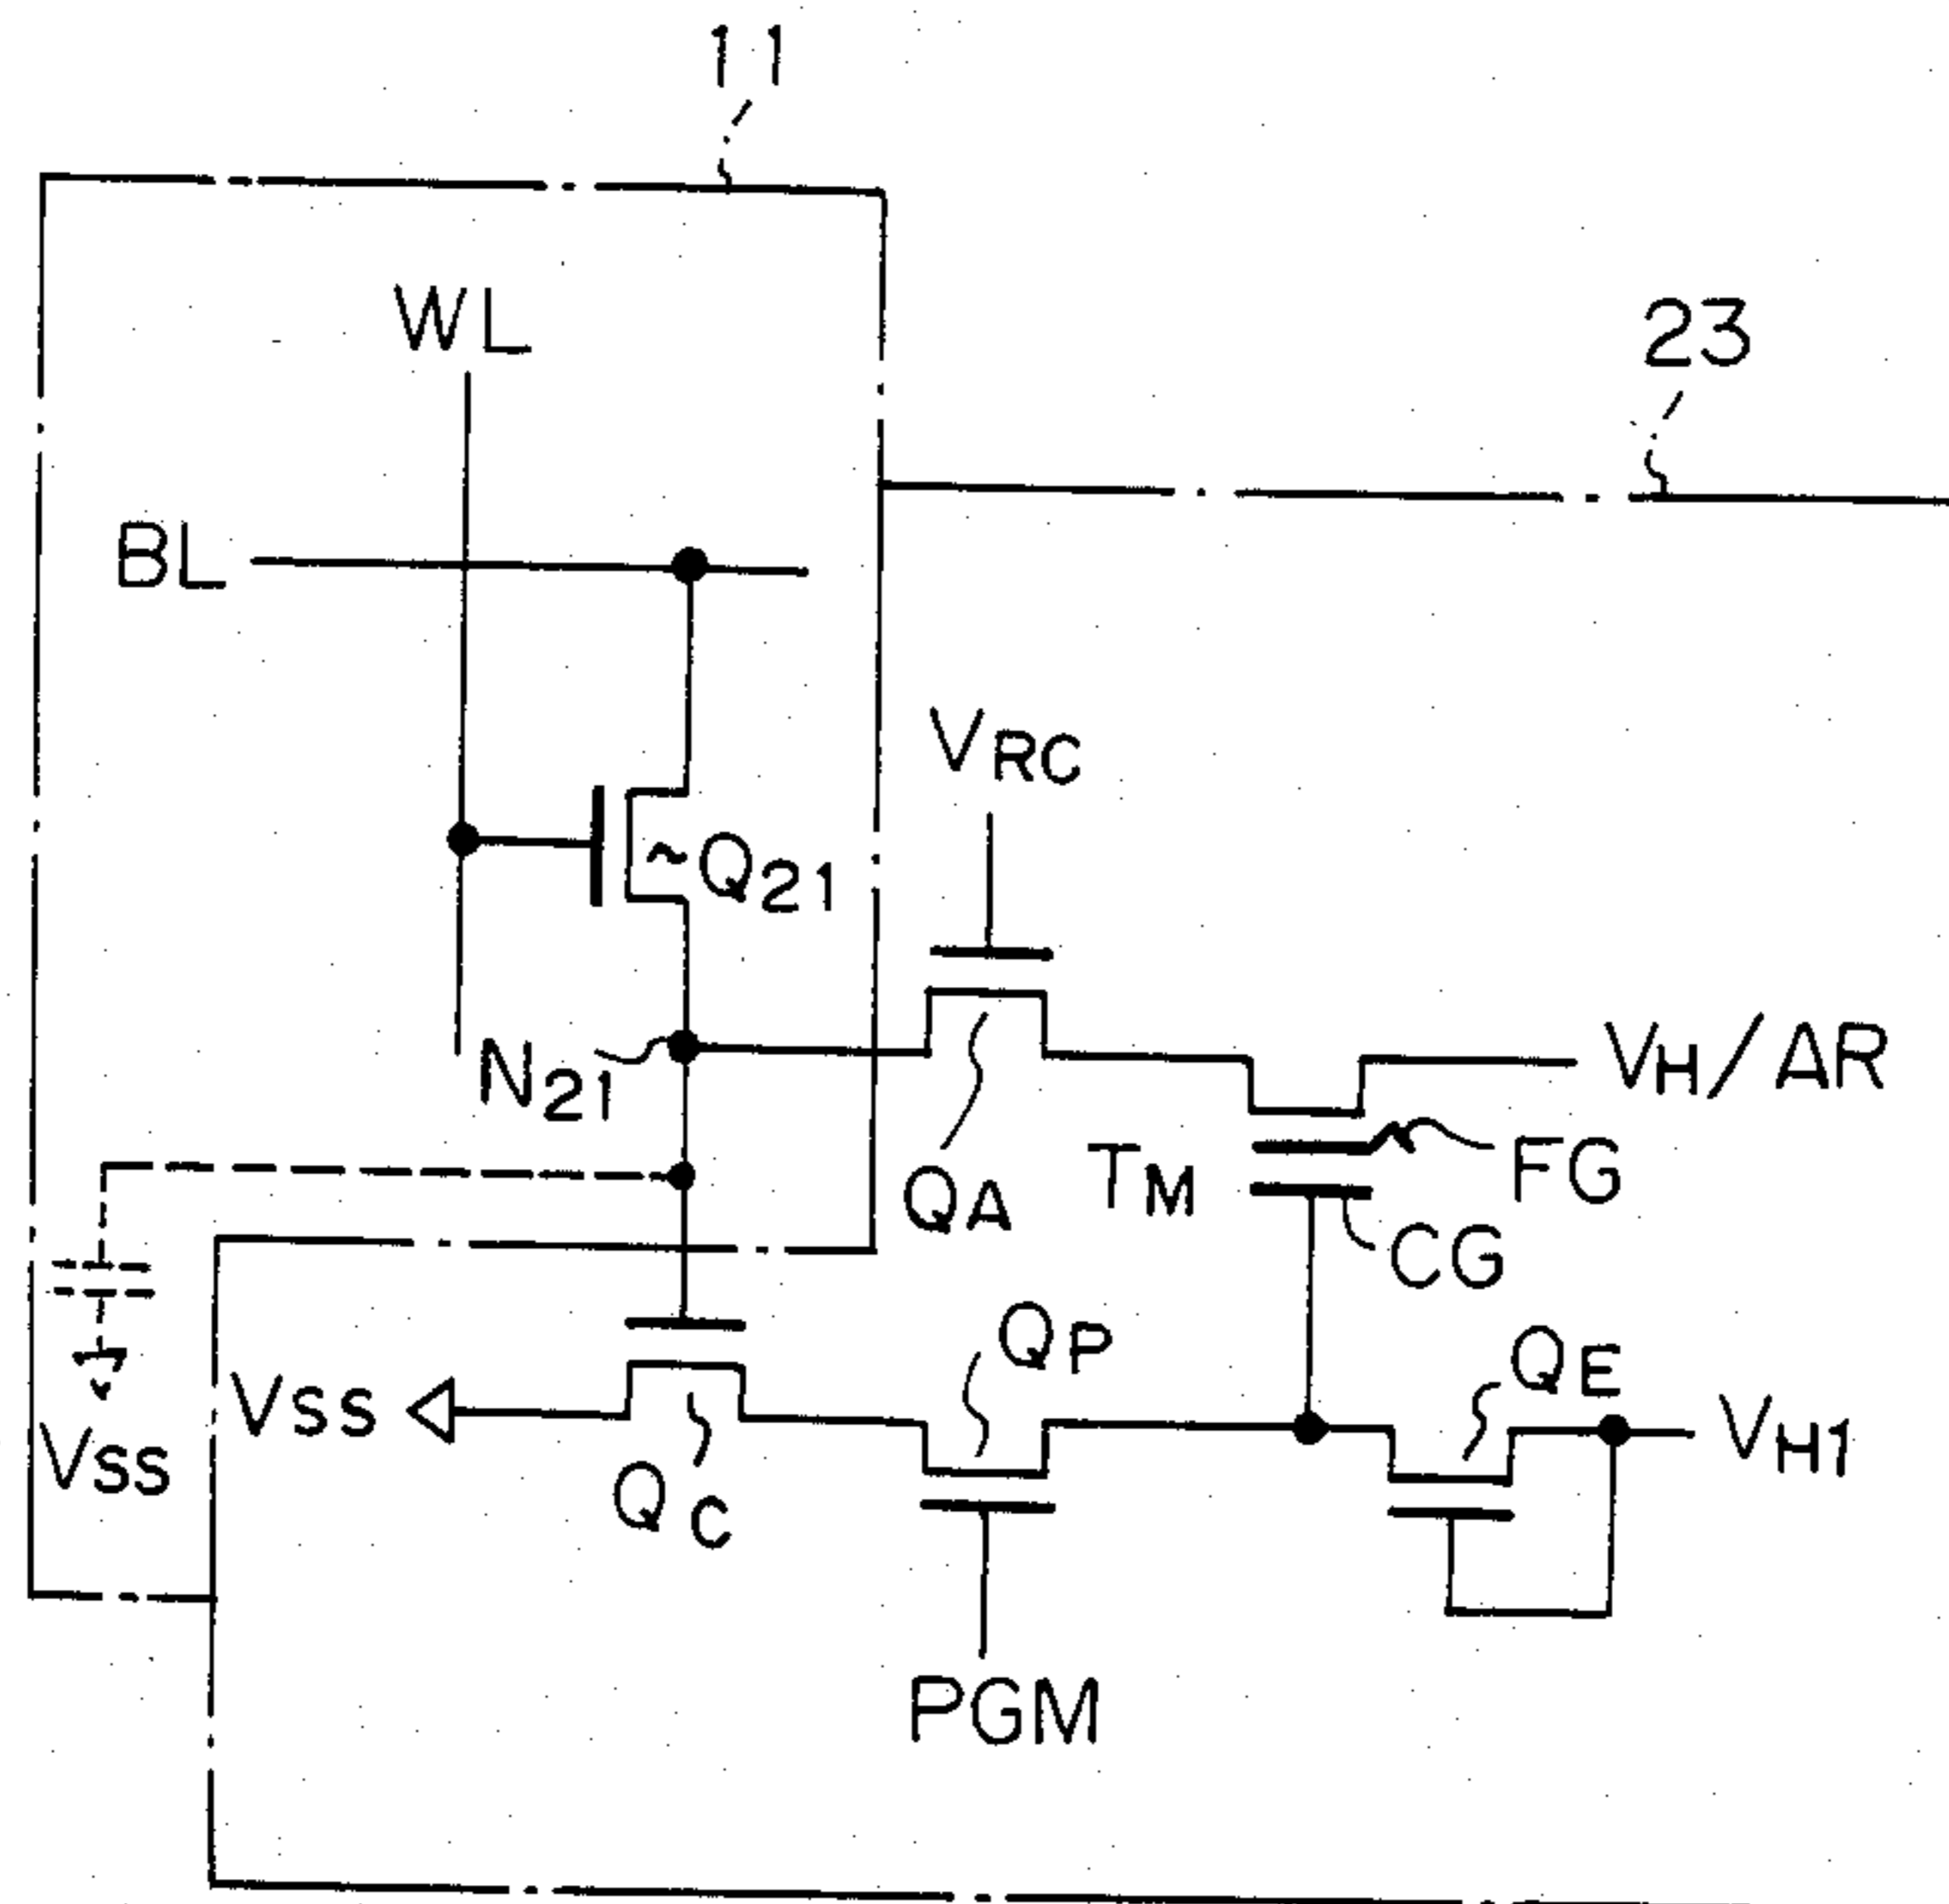 11
WL
23
BL
VRC
~Q21
N21
VH/AR
QA
TM
FG
CG
QP
QE
VSS
VSS
VH1
QC
PGM